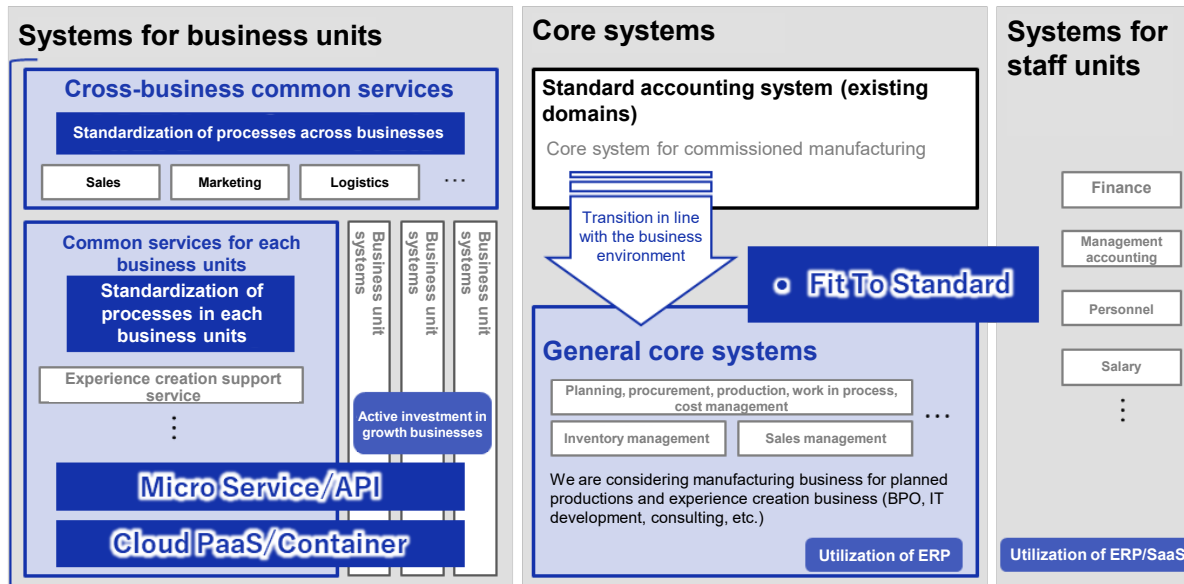 Systems for business units
Cross-business common services
Standardization of processes across businesses
Sales
Marketing
Logistics
...
Common services for each
business units
Standardization of
processes in each
business units
Experience creation support
service
⋮
Business unit
systems
Business unit
systems
Business unit
systems
Active investment in
growth businesses
Micro Service/API
Cloud PaaS/Container
Core systems
Standard accounting system (existing
domains)
Core system for commissioned manufacturing
Transition in line
with the business
environment
• Fit To Standard
General core systems
Planning, procurement, production, work in process,
cost management
...
Inventory management
Sales management
We are considering manufacturing business for planned
productions and experience creation business (BPO, IT
development, consulting, etc.)
Utilization of ERP
Systems for
staff units
Finance
Management
accounting
Personnel
Salary
⋮
Utilization of ERP/SaaS